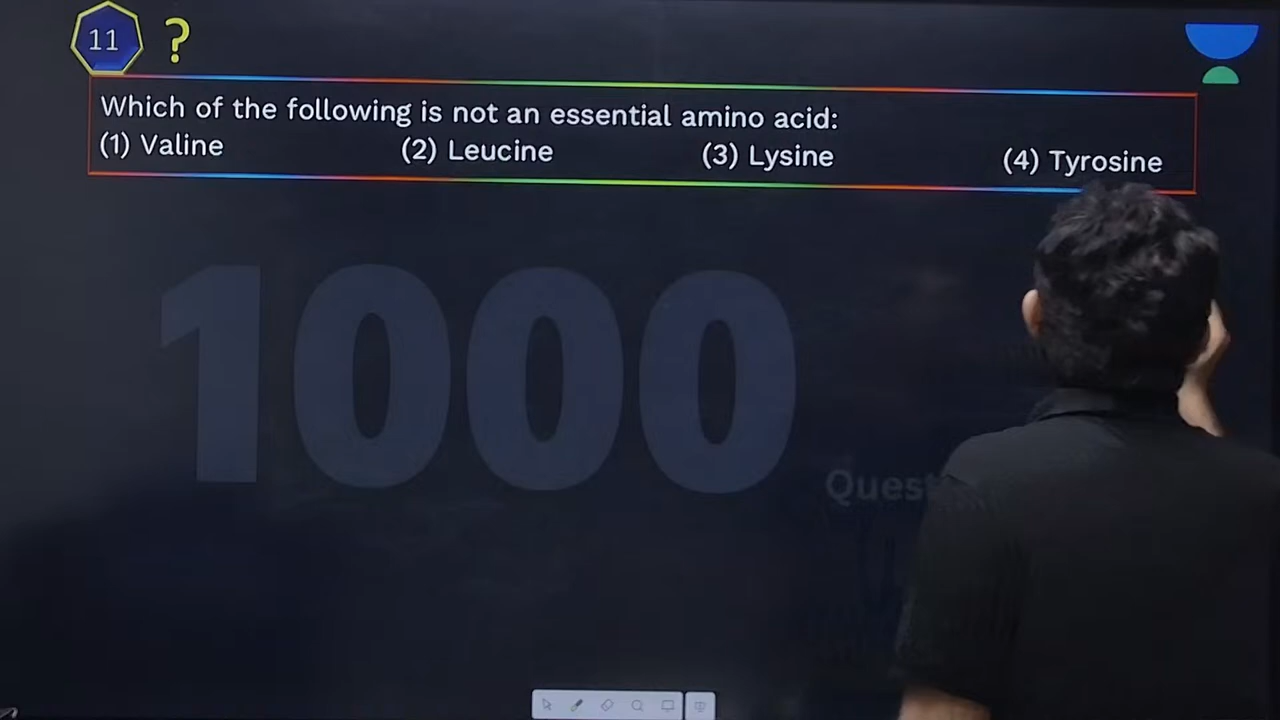 11 ?
Which of the following is not an essential amino acid:
(1) Valine (2) Leucine (3) Lysine (4) Tyrosine
1000